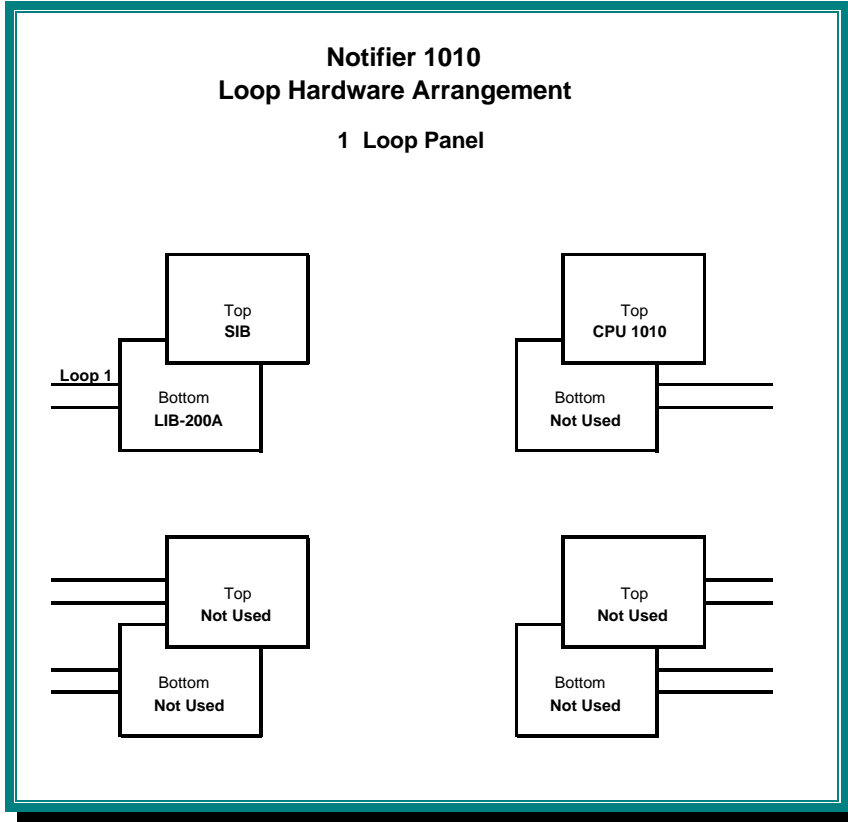 Notifier 1010
Loop Hardware Arrangement
1 Loop Panel
Top
SIB
Loop 1
Bottom
LIB-200A
Top
CPU 1010
Bottom
Not Used
Top
Not Used
Bottom
Not Used
Top
Not Used
Bottom
Not Used